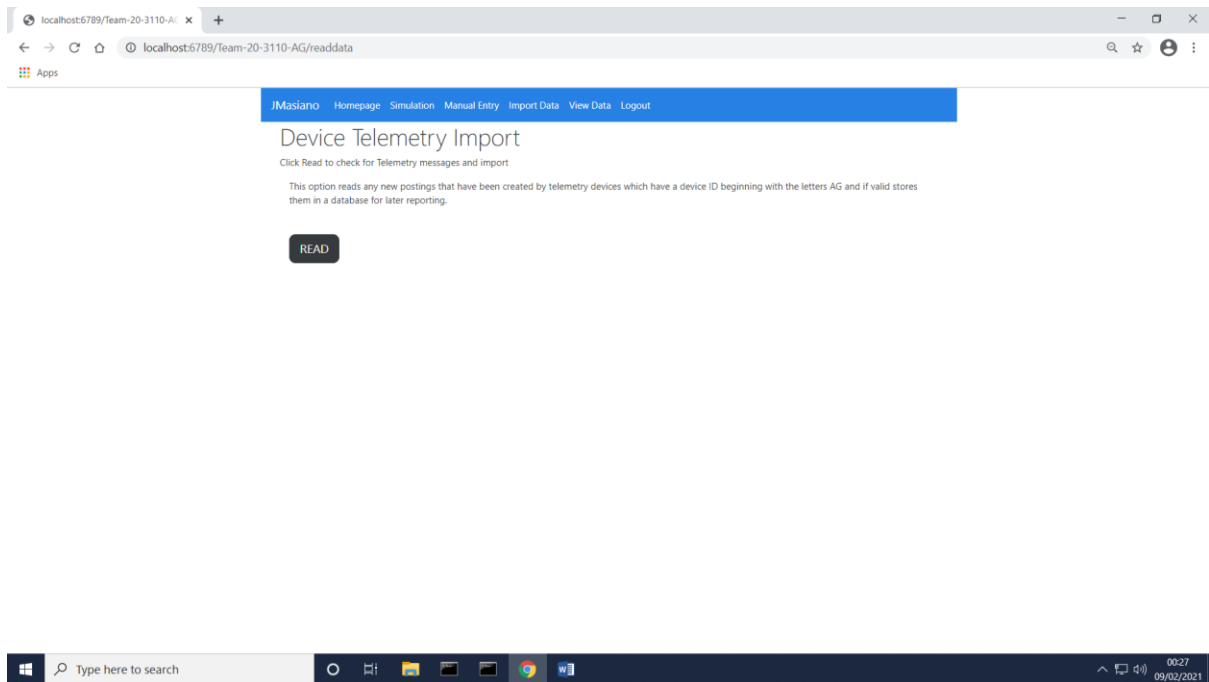 localhost:6789/Team-20-3110-AG
localhost:6789/Team-20-3110-AG/readdata
Apps
JMasiano Homepage Simulation Manual Entry Import Data View Data Logout
Device Telemetry Import
Click Read to check for Telemetry messages and import
This option reads any new postings that have been created by telemetry devices which have a device ID beginning with the letters AG and if valid stores
them in a database for later reporting.
READ
Type here to search
00:27
09/02/2021